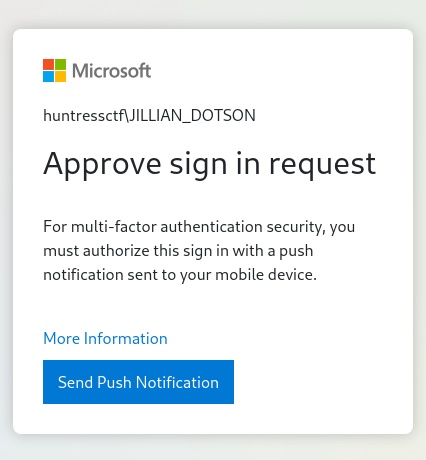 Microsoft
huntressctf\JILLIAN_DOTSON
Approve sign in request
For multi-factor authentication security, you
must authorize this sign in with a push
notification sent to your mobile device.
More Information
Send Push Notification